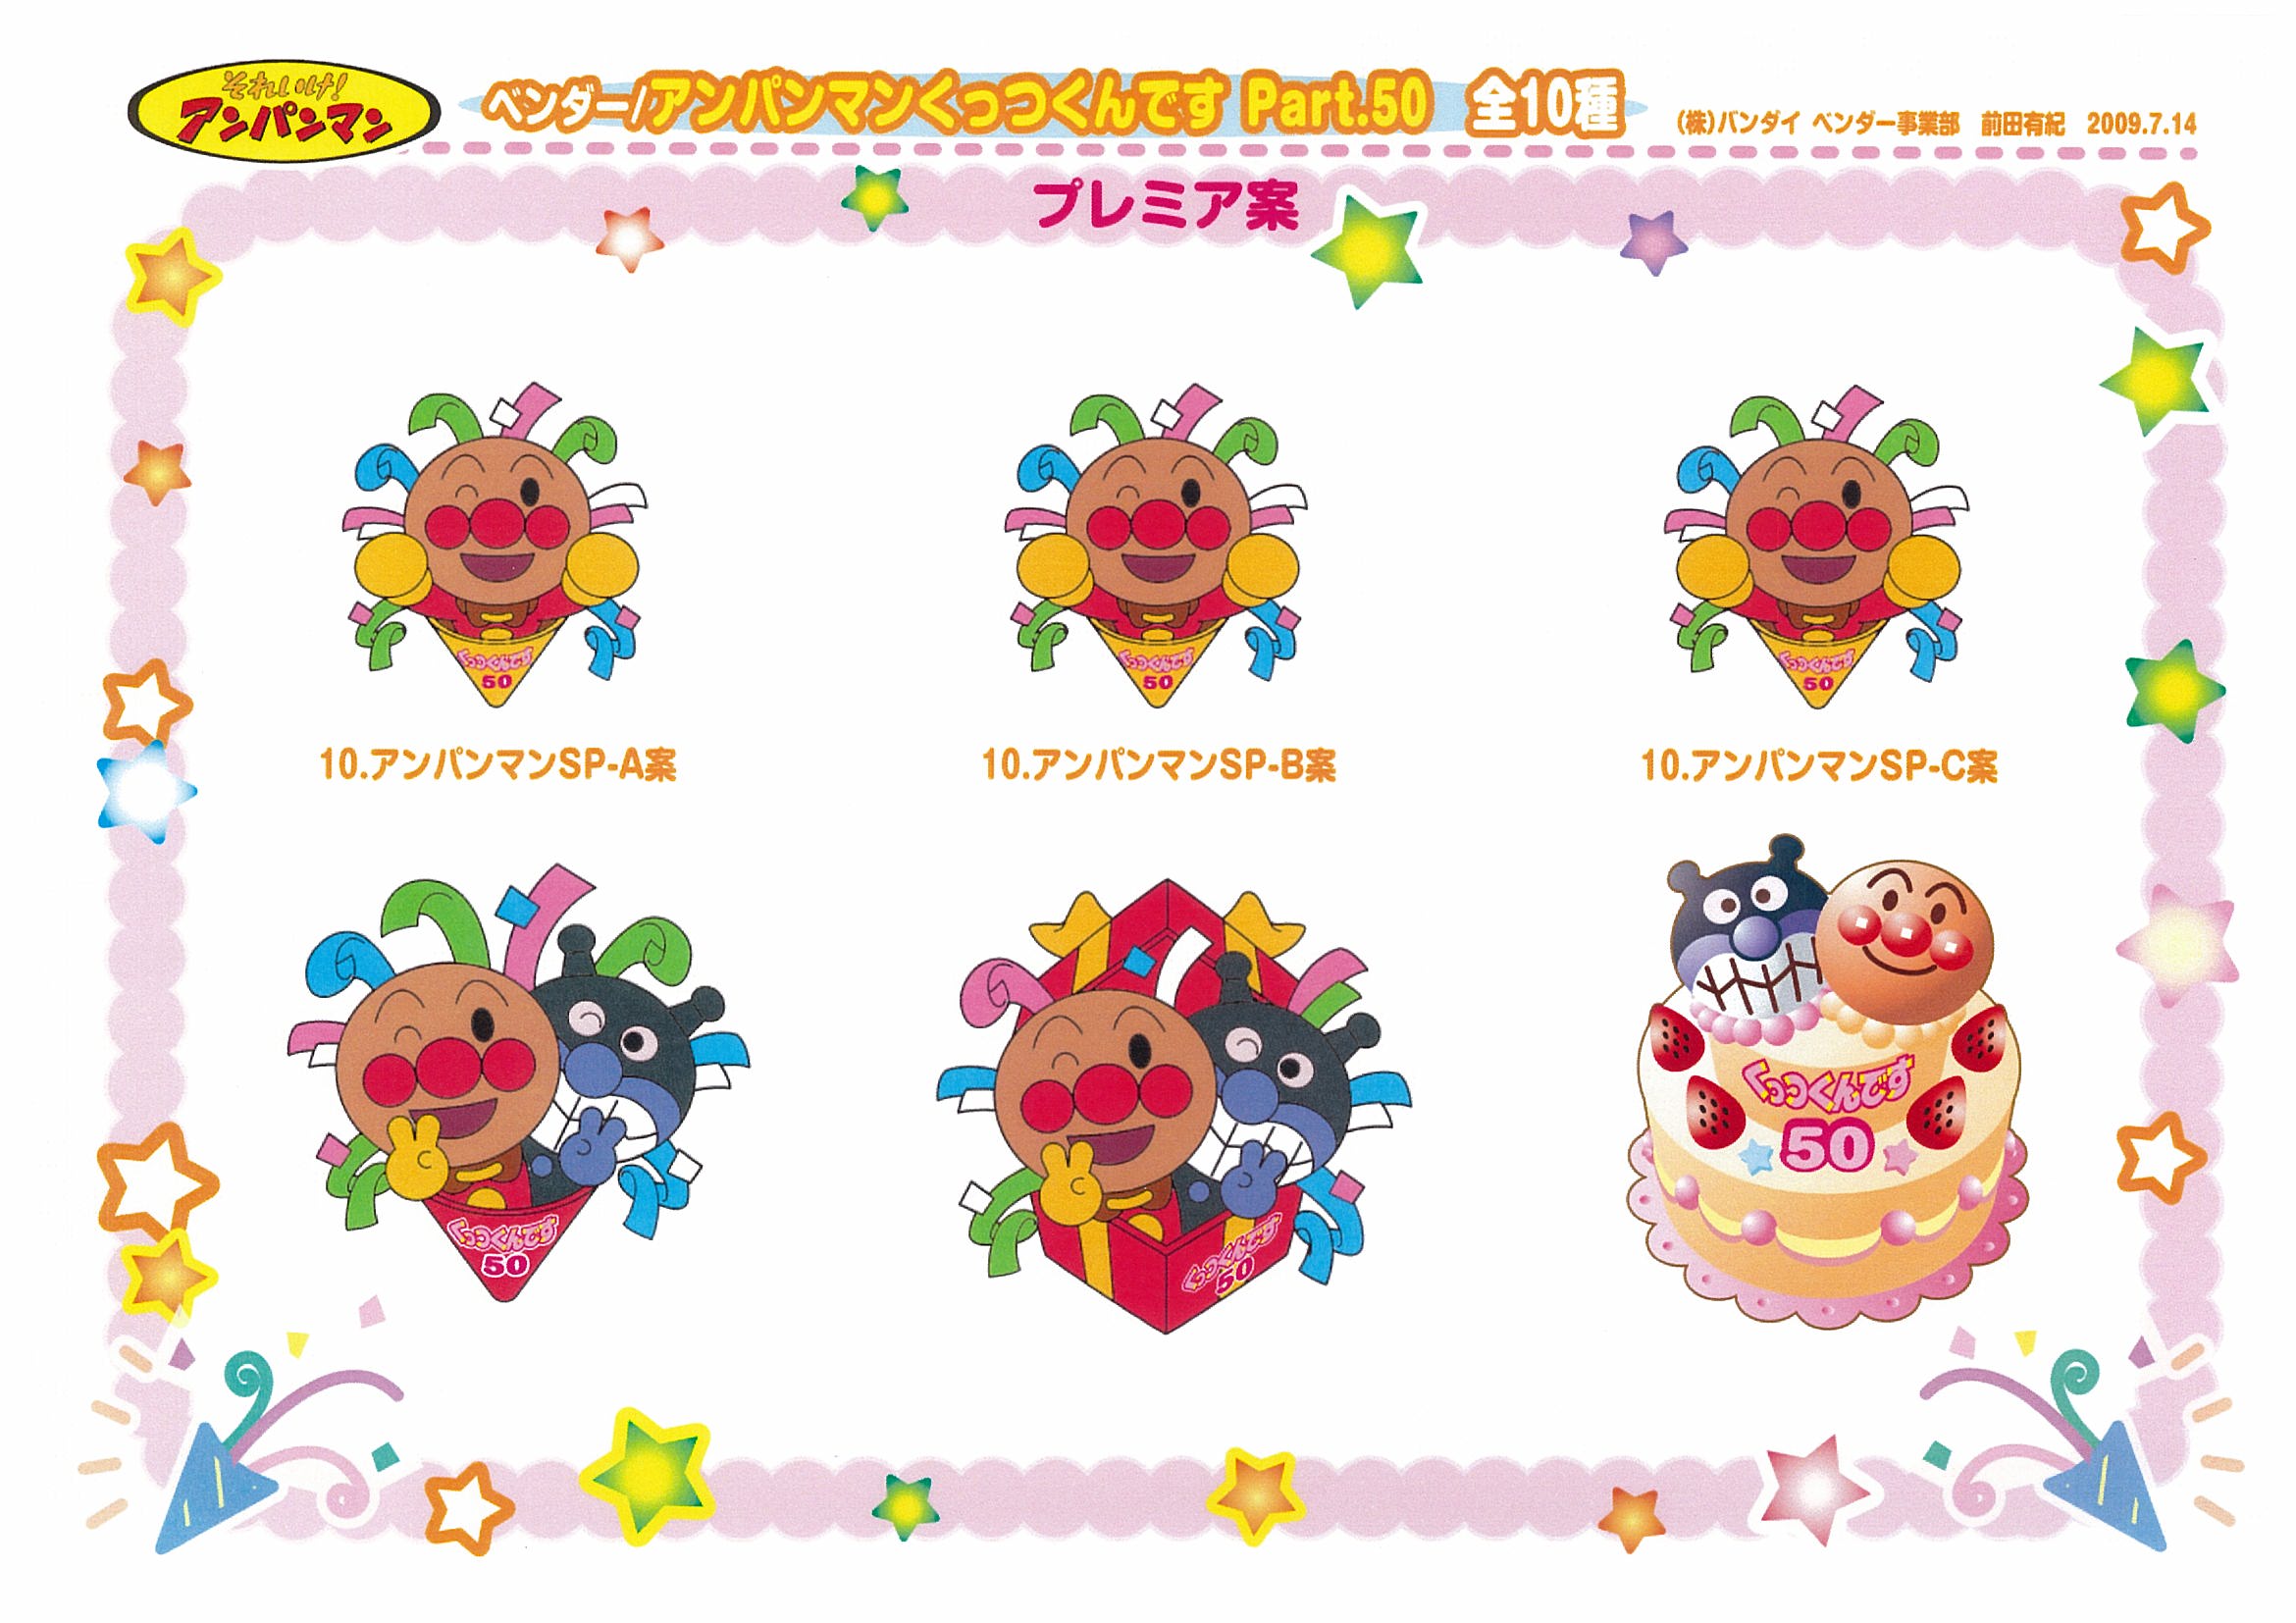 それいけ!
アンパンマン
ベンダー/アンパンマンくっつくんです Part.50 全10種
(株)バンダイ ベンダー事業部 前田有紀 2009.7.14
プレミア案
くっつくんです
50
くっつくんです
50
くっつくんです
50
10.アンパンマンSP-A案
10.アンパンマンSP-B案
10.アンパンマンSP-C案
くっつくんです
50
くっつくんです
50
くっつくんです
50